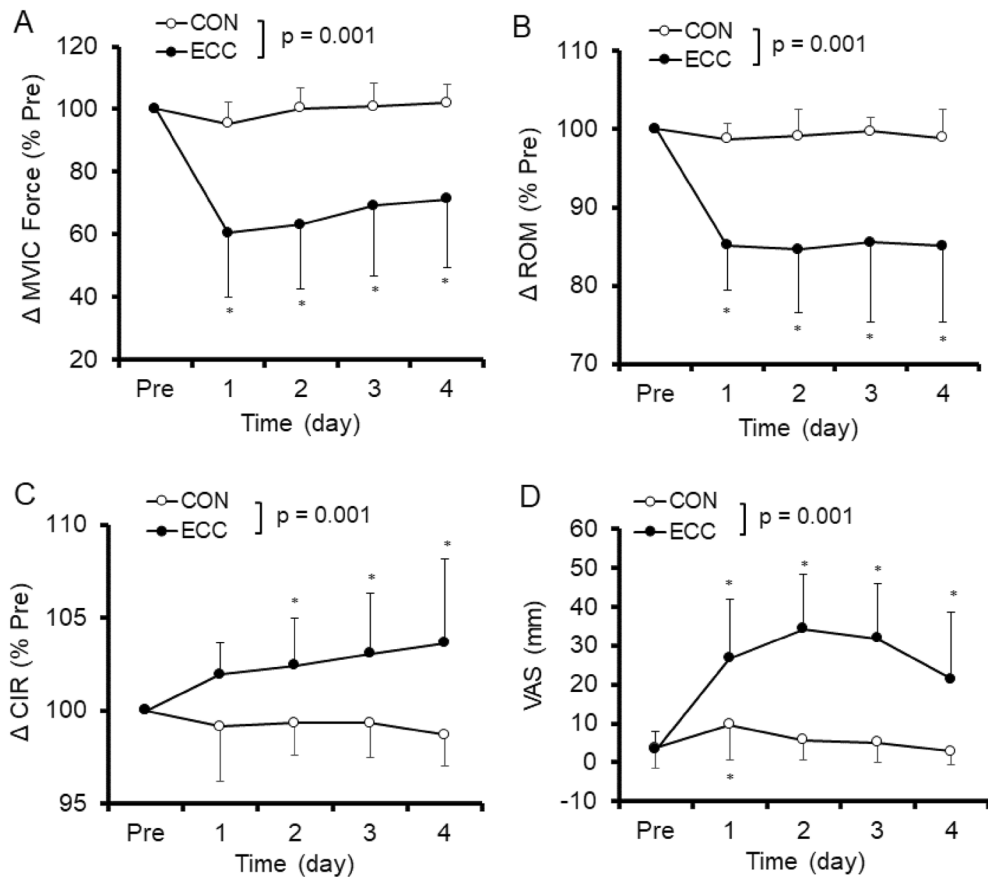 A
CON
ECC
p = 0.001
Δ MVIC Force (% Pre)
120
100
80
60
40
20
* * * *
Pre 1 2 3 4
Time (day)
B
CON
ECC
p = 0.001
Δ ROM (% Pre)
110
100
90
80
70
* * * *
Pre 1 2 3 4
Time (day)
C
CON
ECC
p = 0.001
Δ CIR (% Pre)
110
105
100
95
* * *
Pre 1 2 3 4
Time (day)
D
CON
ECC
p = 0.001
VAS (mm)
60
50
40
30
20
10
0
-10
* * * *
*
Pre 1 2 3 4
Time (day)